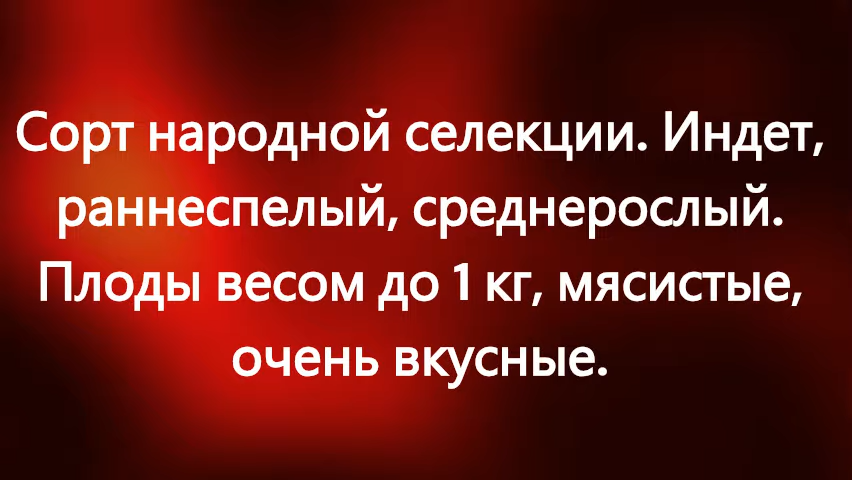 Сорт народной селекции. Индет,
раннеспелый, среднерослый.
Плоды весом до 1 кг, мясистые,
очень вкусные.